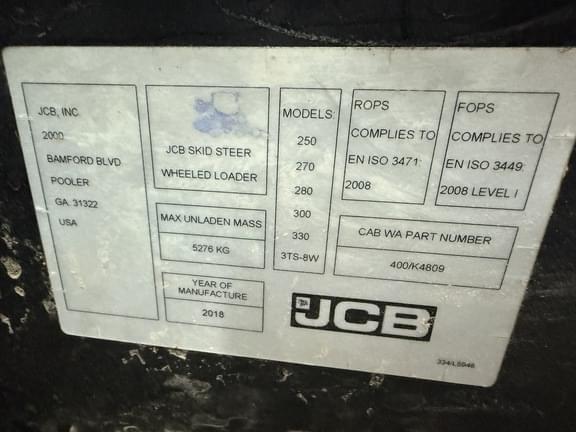 JCB, INC
2000
BAMFORD BLVD
POOLER
GA. 31322
USA
JCB SKID STEER
WHEELED LOADER
MAX UNLADEN MASS
5276 KG
YEAR OF
MANUFACTURE
2018
MODELS:
250
270
280
300
330
3TS-8W
ROPS
COMPLIES TO
EN ISO 3471:
2008
FOPS
COMPLIES TO
EN ISO 3449:
2008 LEVEL I
CAB WA PART NUMBER
400/K4809
JCB
334/L5946